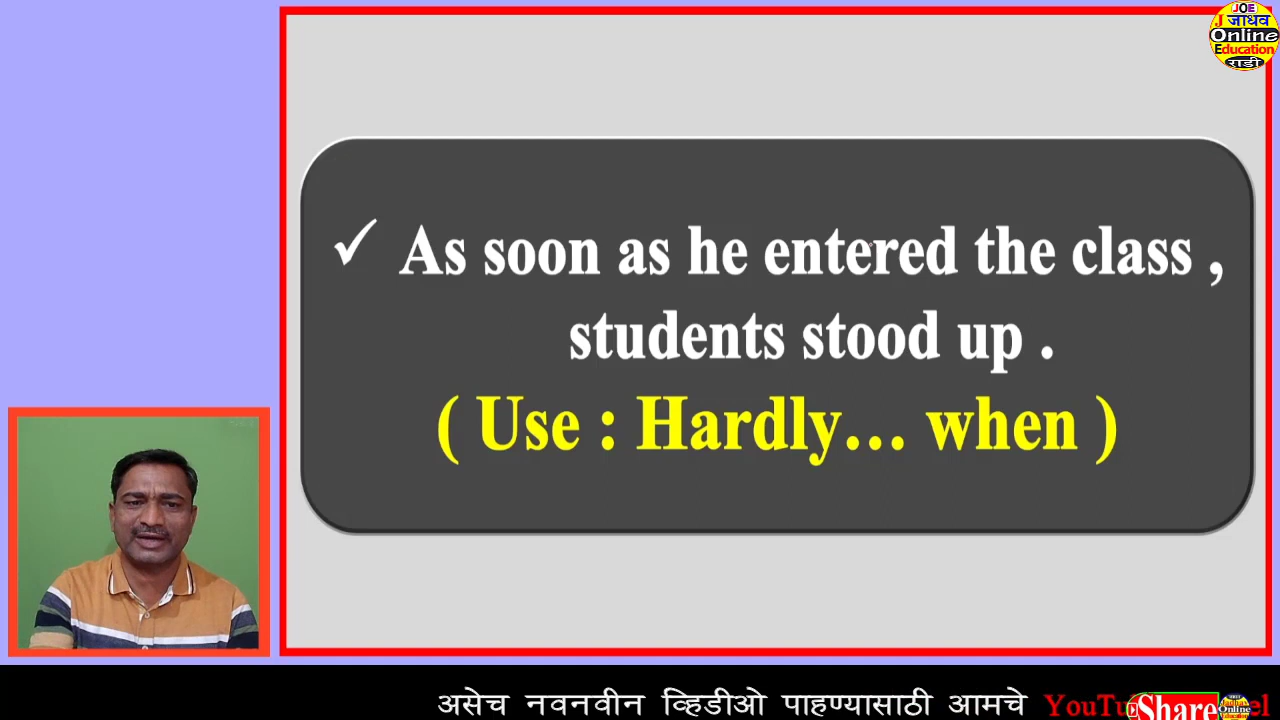 JOE
J जाधव
Online
Education
राडी
✓ As soon as he entered the class ,
students stood up .
( Use : Hardly... when )
असेच नवनवीन व्हिडीओ पाहण्यासाठी आमचे
Share
Online